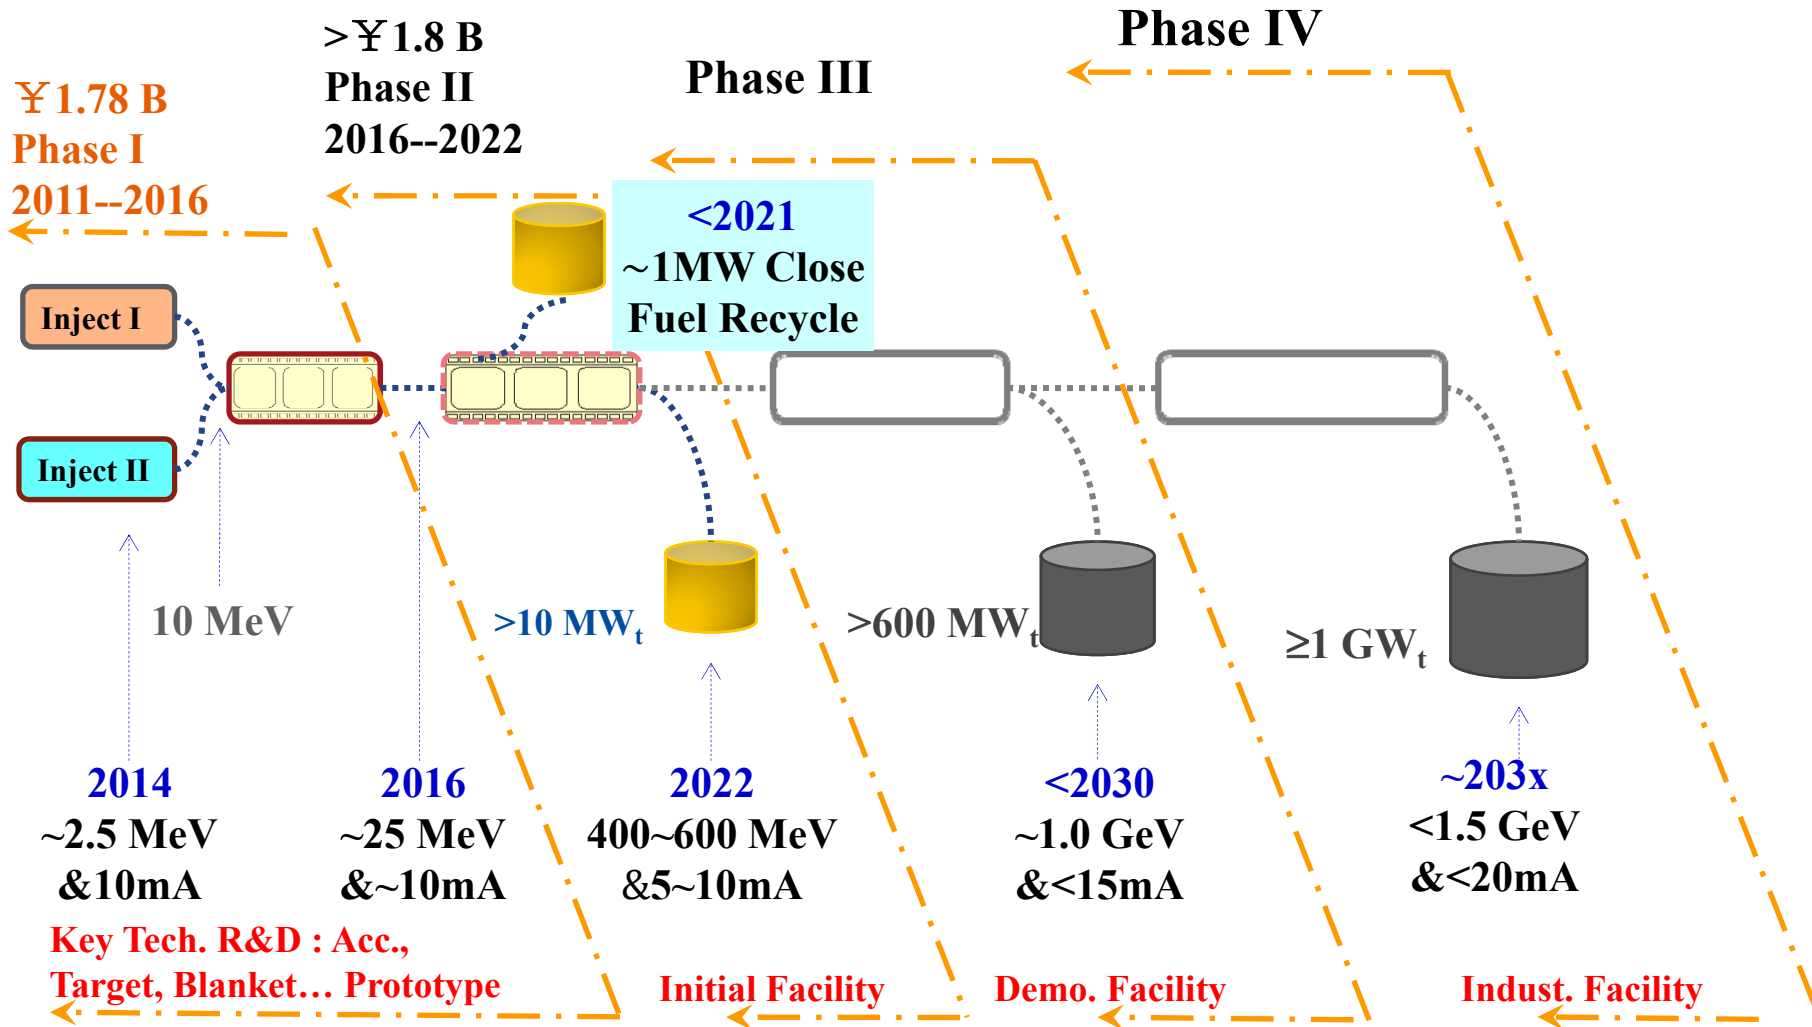 Phase IV
>¥1.8 B
Phase II
2016--2022
Phase III
¥1.78 B
Phase I
2011--2016
<2021
~1MW Close
Fuel Recycle
Inject I
Inject II
10 MeV
>10 MWt
>600 MWt
≥1 GWt
2014
~2.5 MeV
&10mA
2016
~25 MeV
&~10mA
2022
400~600 MeV
&5~10mA
<2030
~1.0 GeV
&<15mA
~203x
<1.5 GeV
&<20mA
Key Tech. R&D : Acc.,
Target, Blanket… Prototype
Initial Facility
Demo. Facility
Indust. Facility